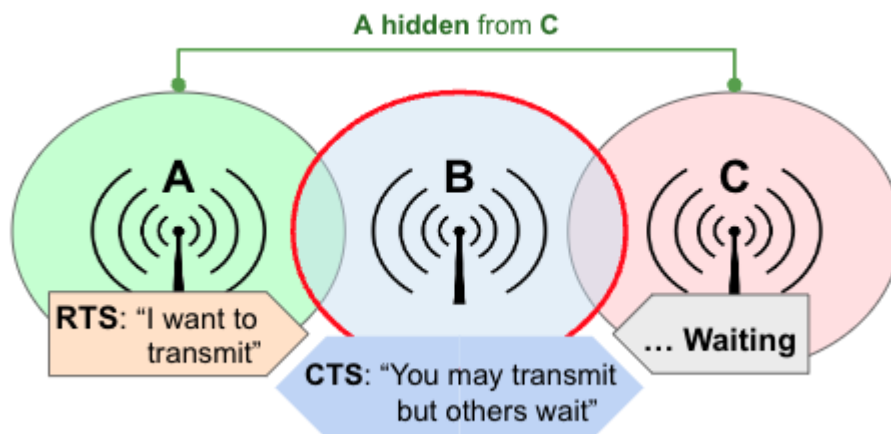 A hidden from C
A
B
C
RTS: “I want to
transmit”
CTS: “You may transmit
but others wait”
... Waiting